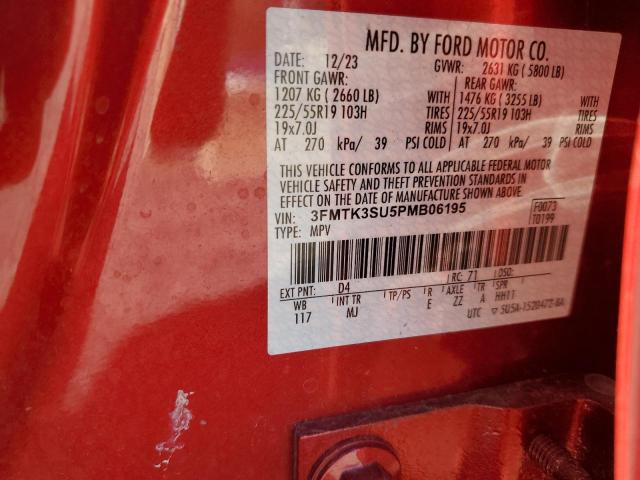 MFD. BY FORD MOTOR CO.
DATE: 12/23 GVWR: 2631 KG ( 5800 LB)
FRONT GAWR: REAR GAWR:
1207 KG ( 2660 LB) WITH 1476 KG ( 3255 LB) WITH
225/55R19 103H TIRES 225/55R19 103H TIRES
19x7.0J RIMS 19x7.0J RIMS
AT 270 kPa/ 39 PSI COLD AT 270 kPa/ 39 PSI COLD
THIS VEHICLE CONFORMS TO ALL APPLICABLE FEDERAL MOTOR
VEHICLE SAFETY AND THEFT PREVENTION STANDARDS IN
EFFECT ON THE DATE OF MANUFACTURE SHOWN ABOVE.
VIN: 3FMTK3SU5PMB06195 F0073
TYPE: MPV T0199
EXT PNT: D4 RC: 71 DSO:
WB INT TR TP/PS R AXLE TR SPR
117 MJ E ZZ A HH11
UTC ▽ 5U5A-1520472-BA